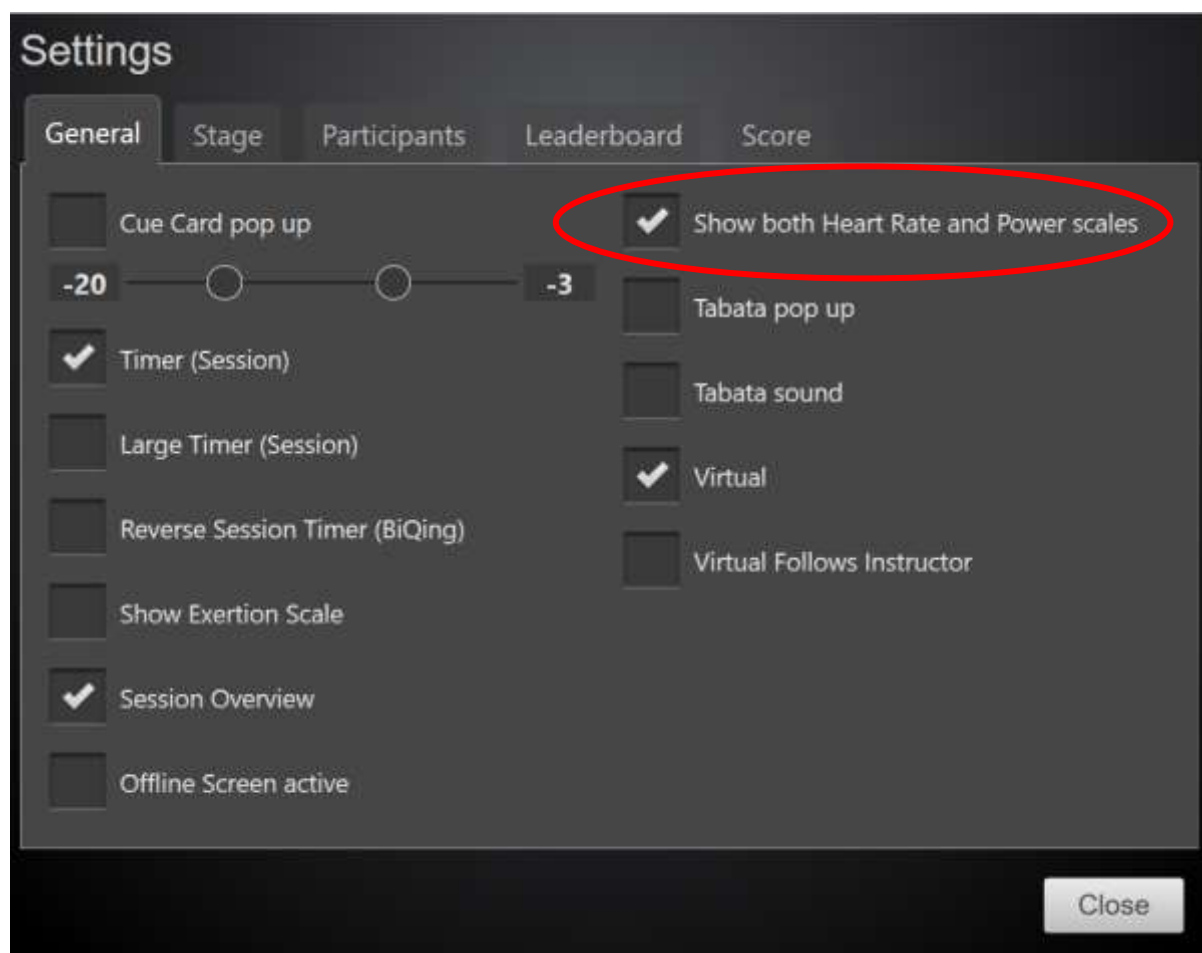 Settings
General Stage Participants Leaderboard Score
Cue Card pop up
-20 -3
Timer (Session)
Large Timer (Session)
Reverse Session Timer (BiQing)
Show Exertion Scale
Session Overview
Offline Screen active
Show both Heart Rate and Power scales
Tabata pop up
Tabata sound
Virtual
Virtual Follows Instructor
Close